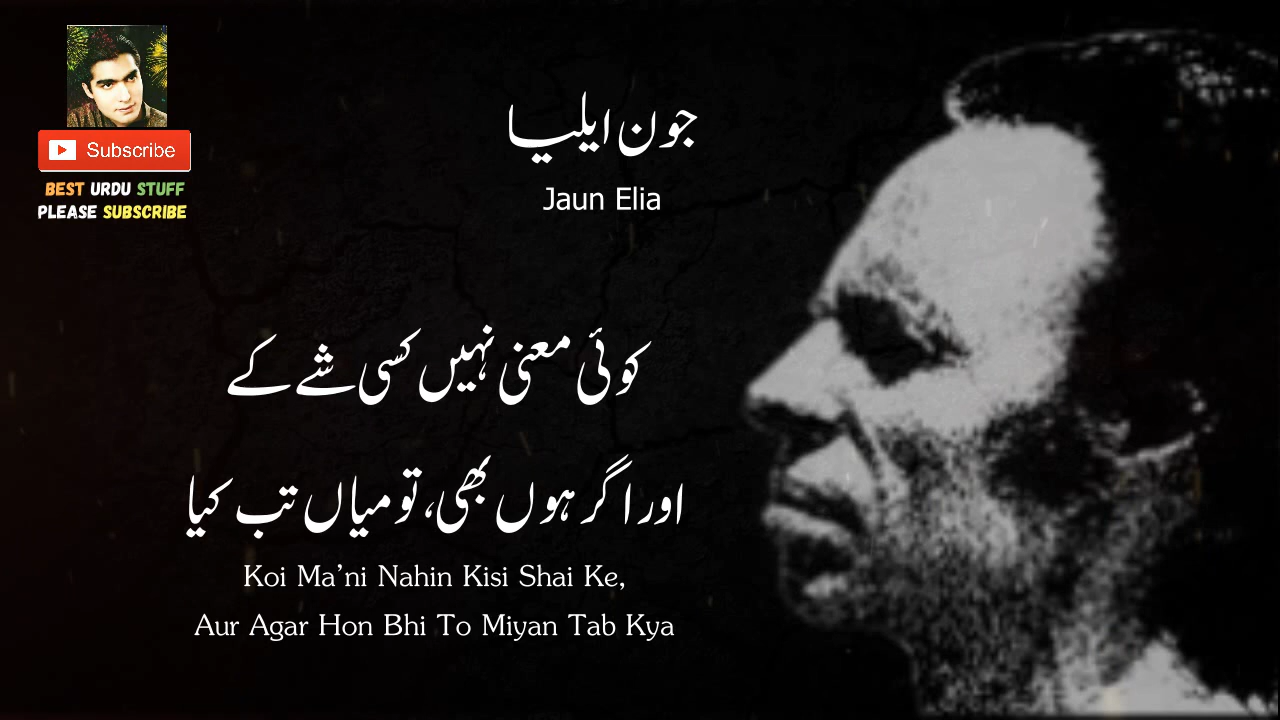 Subscribe
BEST URDU STUFF
PLEASE SUBSCRIBE
جون ایلیا
Jaun Elia
کوئی معنی نہیں کسی شے کے
اور اگر ہوں بھی، تو میاں تب کیا
Koi Ma’ni Nahin Kisi Shai Ke,
Aur Agar Hon Bhi To Miyan Tab Kya